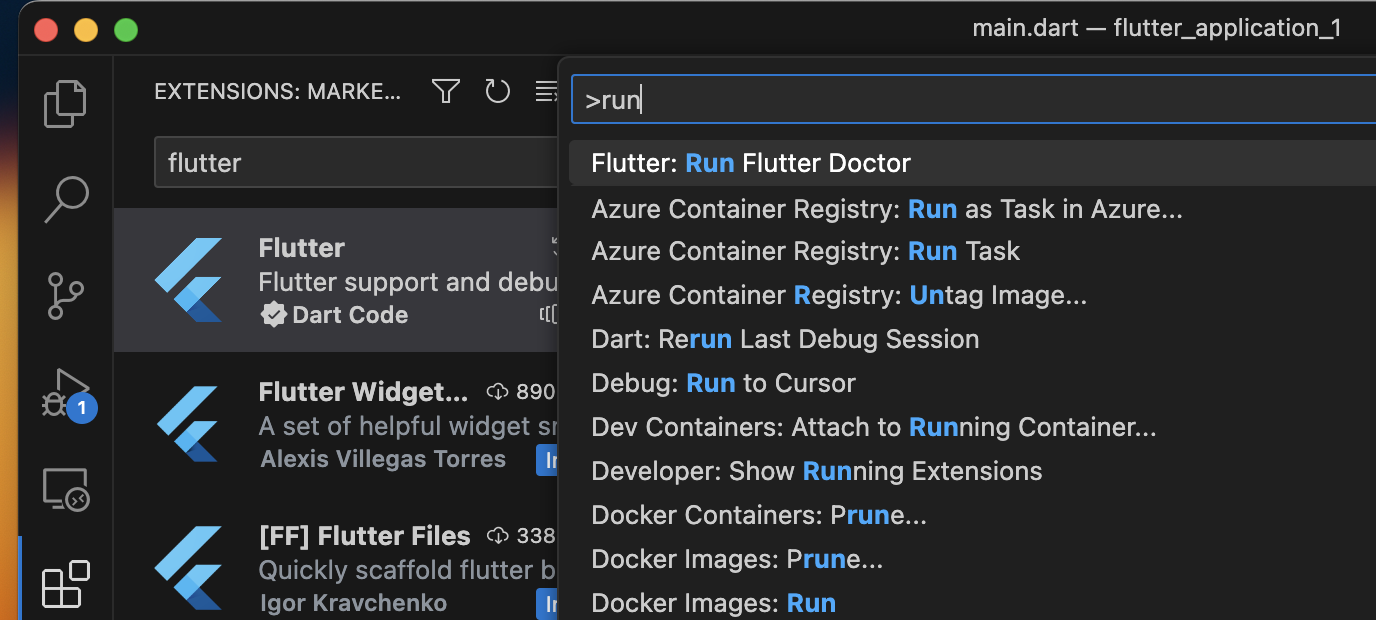 main.dart — flutter_application_1
EXTENSIONS: MARKE...
flutter
Flutter
Flutter support and debu
Dart Code
Flutter Widget... 890
A set of helpful widget
Alexis Villegas Torres
[FF] Flutter Files 338
Quickly scaffold flutter b
Igor Kravchenko
1
>run
Flutter: Run Flutter Doctor
Azure Container Registry: Run as Task in Azure...
Azure Container Registry: Run Task
Azure Container Registry: Untag Image...
Dart: Rerun Last Debug Session
Debug: Run to Cursor
Dev Containers: Attach to Running Container...
Developer: Show Running Extensions
Docker Containers: Prune...
Docker Images: Prune...
Docker Images: Run